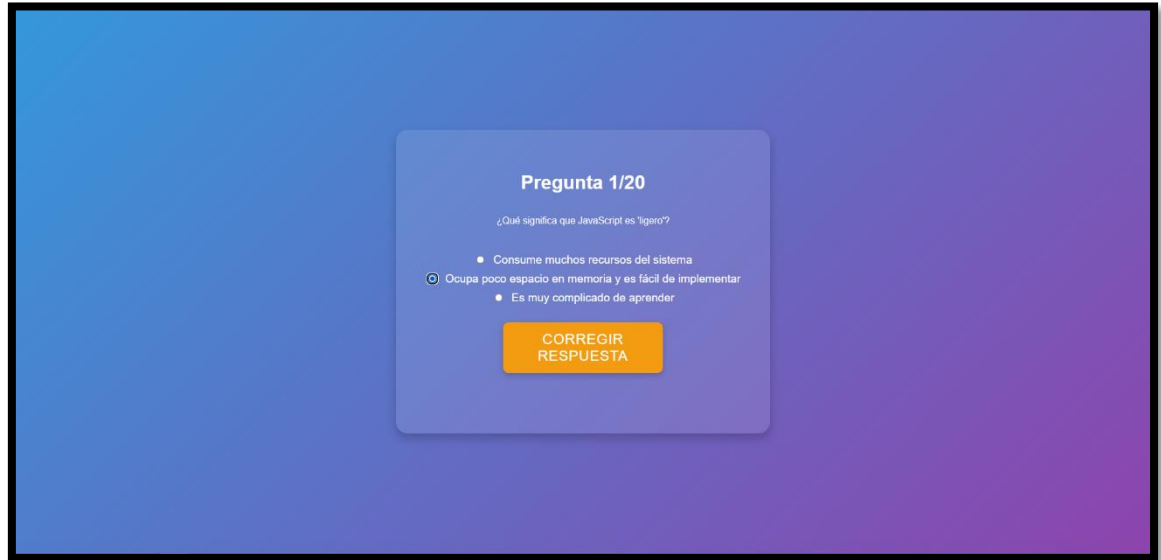 Pregunta 1/20
¿Qué significa que JavaScript es 'ligero'?
Consume muchos recursos del sistema
Ocupa poco espacio en memoria y es fácil de implementar
Es muy complicado de aprender
CORREGIR
RESPUESTA